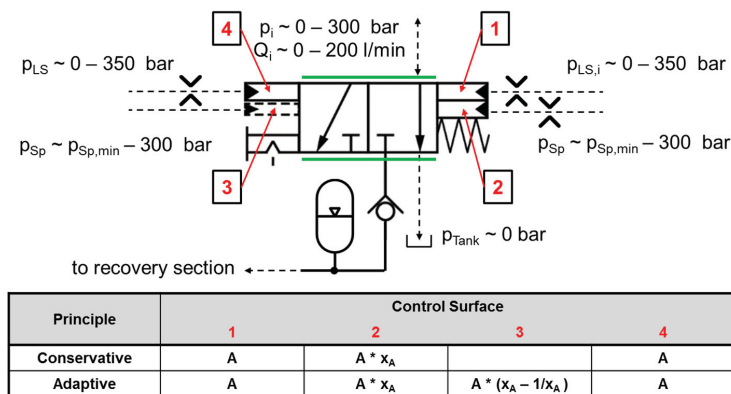 4
p_i ~ 0 – 300 bar
Q_i ~ 0 – 200 l/min
1
p_LS ~ 0 – 350 bar
p_LS,i ~ 0 – 350 bar
p_Sp ~ p_Sp,min – 300 bar
p_Sp ~ p_Sp,min – 300 bar
3
2
p_Tank ~ 0 bar
to recovery section
Principle
Control Surface
1 2 3 4
Conservative A A * x_A A
Adaptive A A * x_A A * (x_A – 1/x_A ) A